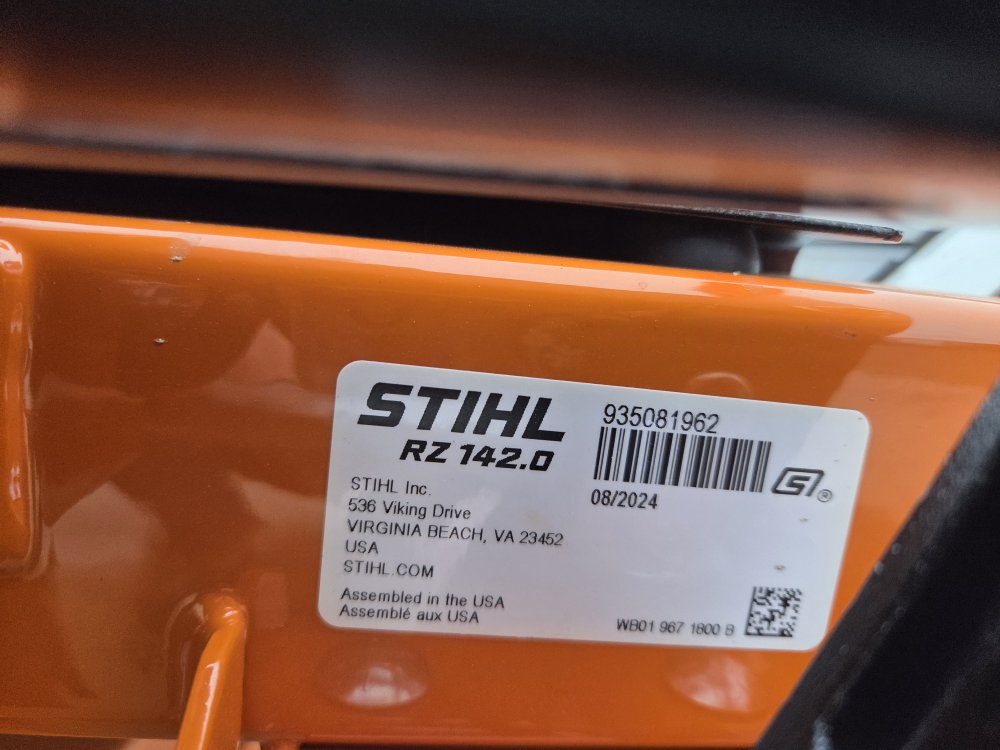 STIHL
RZ 142.0
935081962
08/2024
STIHL Inc.
536 Viking Drive
VIRGINIA BEACH, VA 23452
USA
STIHL.COM
Assembled in the USA
Assemblé aux USA
WB01 967 1800 B